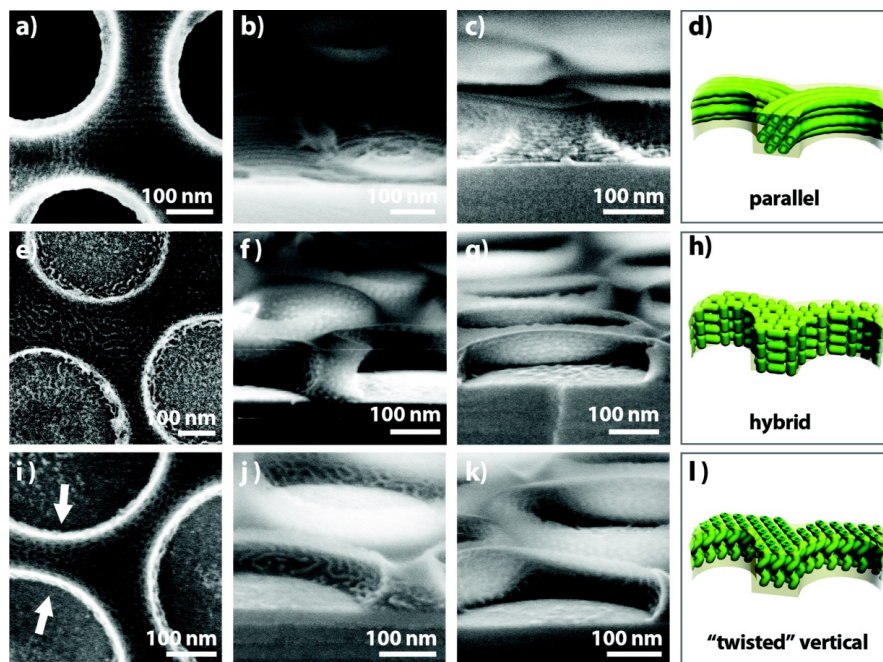 a)
b)
c)
d)
100 nm
100 nm
100 nm
parallel
e)
f)
g)
h)
100 nm
100 nm
100 nm
hybrid
i)
j)
k)
l)
100 nm
100 nm
100 nm
“twisted” vertical